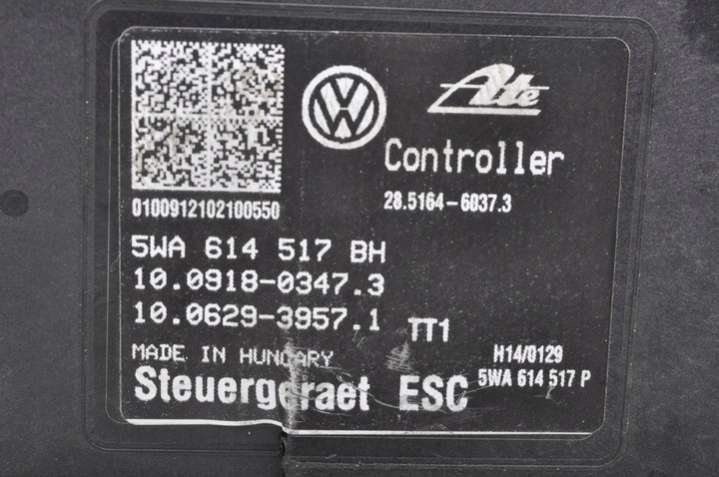 VW
Ate
Controller
28.5164-6037.3
0100912102100550
5WA 614 517 BH
10.0918-0347.3
10.0629-3957.1 TT1
MADE IN HUNGARY
H14/0129
5WA 614 517 P
Steuergeraet ESC